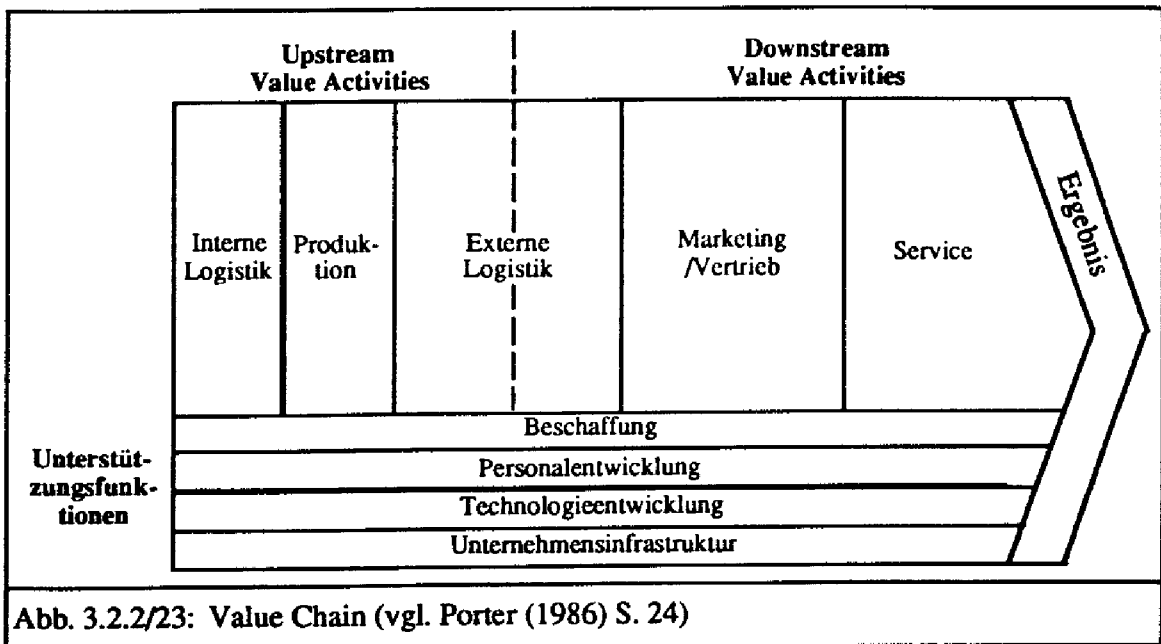 Upstream
Value Activities
Downstream
Value Activities
Interne
Logistik
Produk-
tion
Externe
Logistik
Marketing
/Vertrieb
Service
Ergebnis
Unterstüt-
zungsfunk-
tionen
Beschaffung
Personalentwicklung
Technologieentwicklung
Unternehmensinfrastruktur
Abb. 3.2.2/23: Value Chain (vgl. Porter (1986) S. 24)